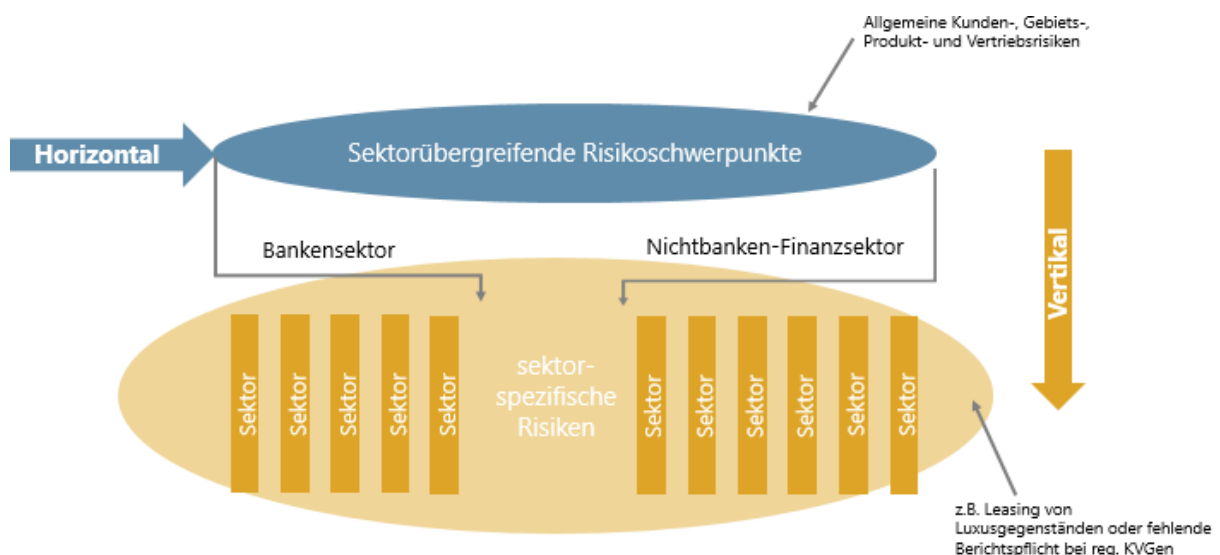 Allgemeine Kunden-, Gebiets-,
Produkt- und Vertriebsrisiken
Horizontal
Sektorübergreifende Risikoschwerpunkte
Bankensektor
Nichtbanken-Finanzsektor
Vertikal
Sektor
Sektor
Sektor
Sektor
Sektor
sektor-
spezifische
Risiken
Sektor
Sektor
Sektor
Sektor
Sektor
Sektor
z.B. Leasing von
Luxusgegenständen oder fehlende
Berichtspflicht bei reg. KVGen